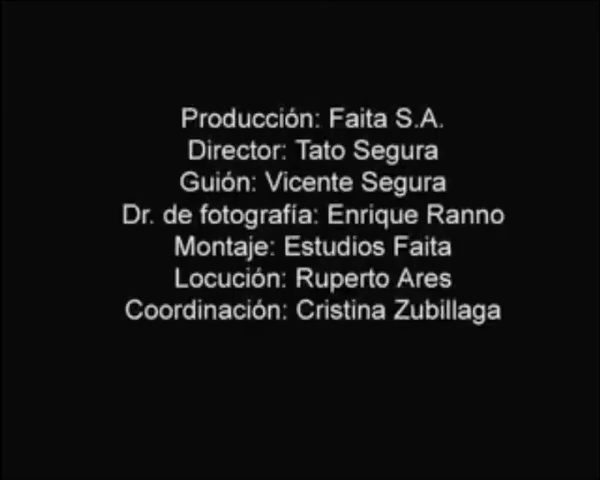 Producción: Faita S.A.
Director: Tato Segura
Guión: Vicente Segura
Dr. de fotografía: Enrique Ranno
Montaje: Estudios Faita
Locución: Ruperto Ares
Coordinación: Cristina Zubillaga